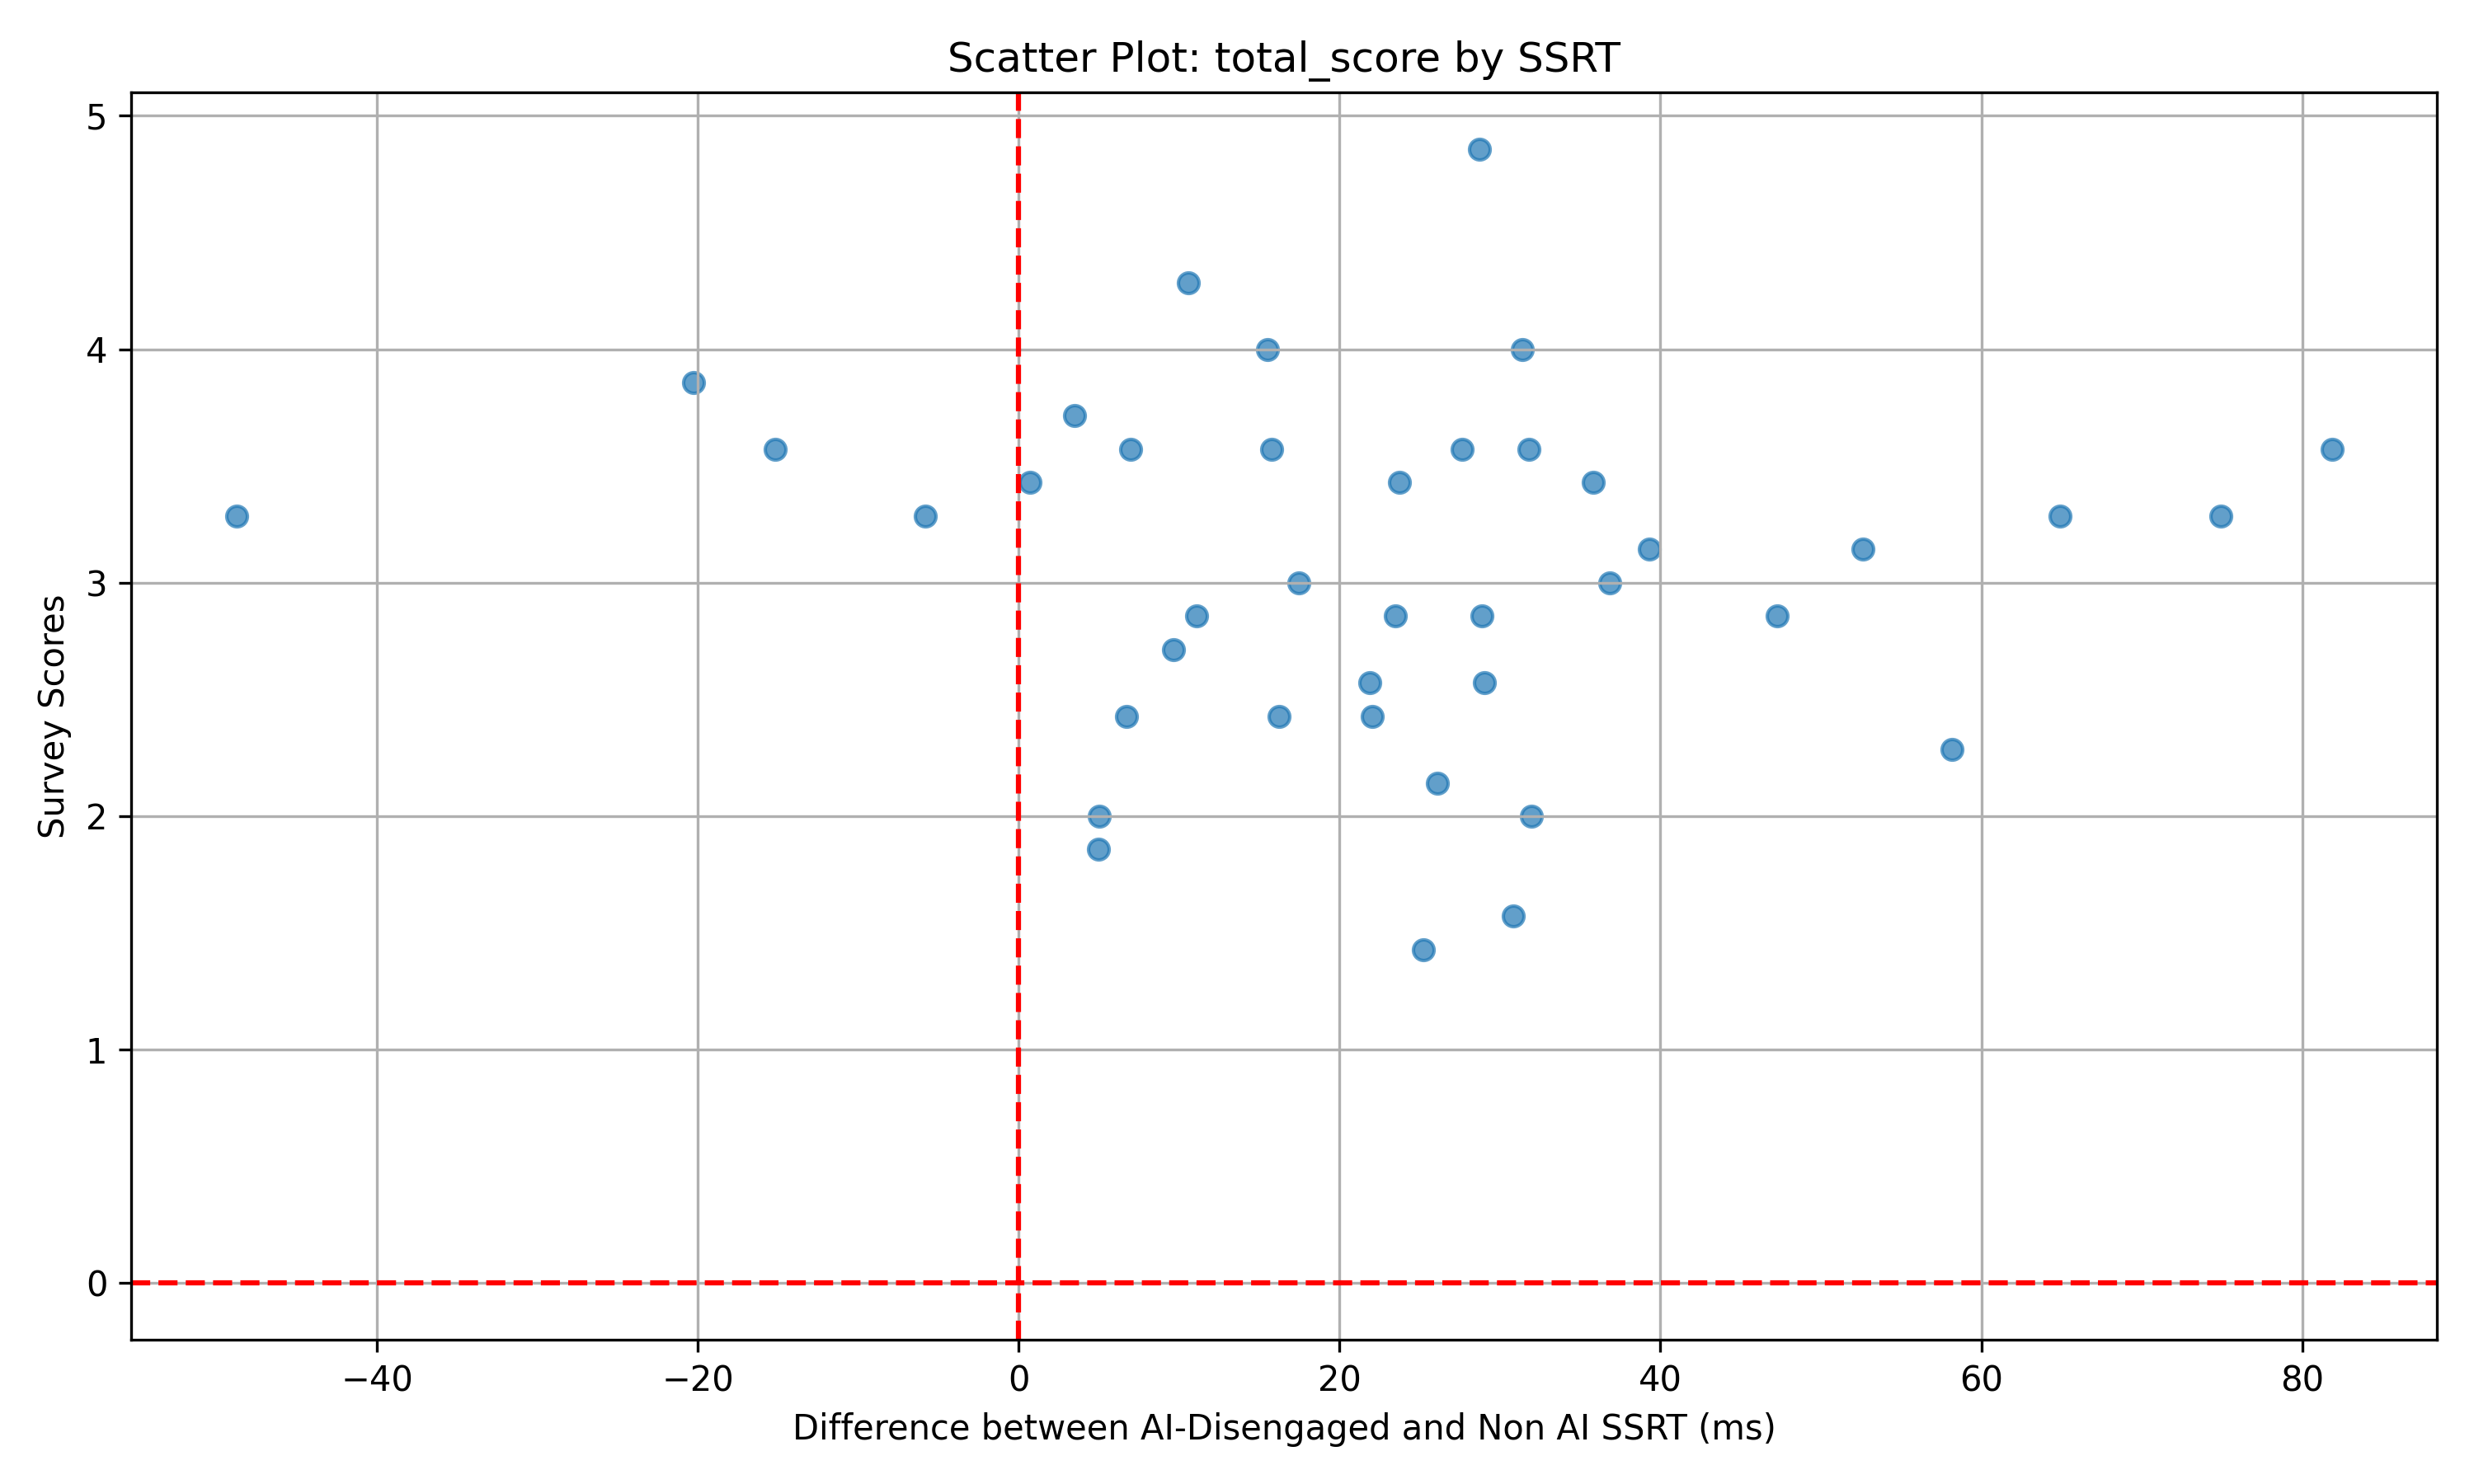 Scatter Plot: total_score by SSRT
5
4
3
2
1
0
Survey Scores
−40 −20 0 20 40 60 80
Difference between AI-Disengaged and Non AI SSRT (ms)